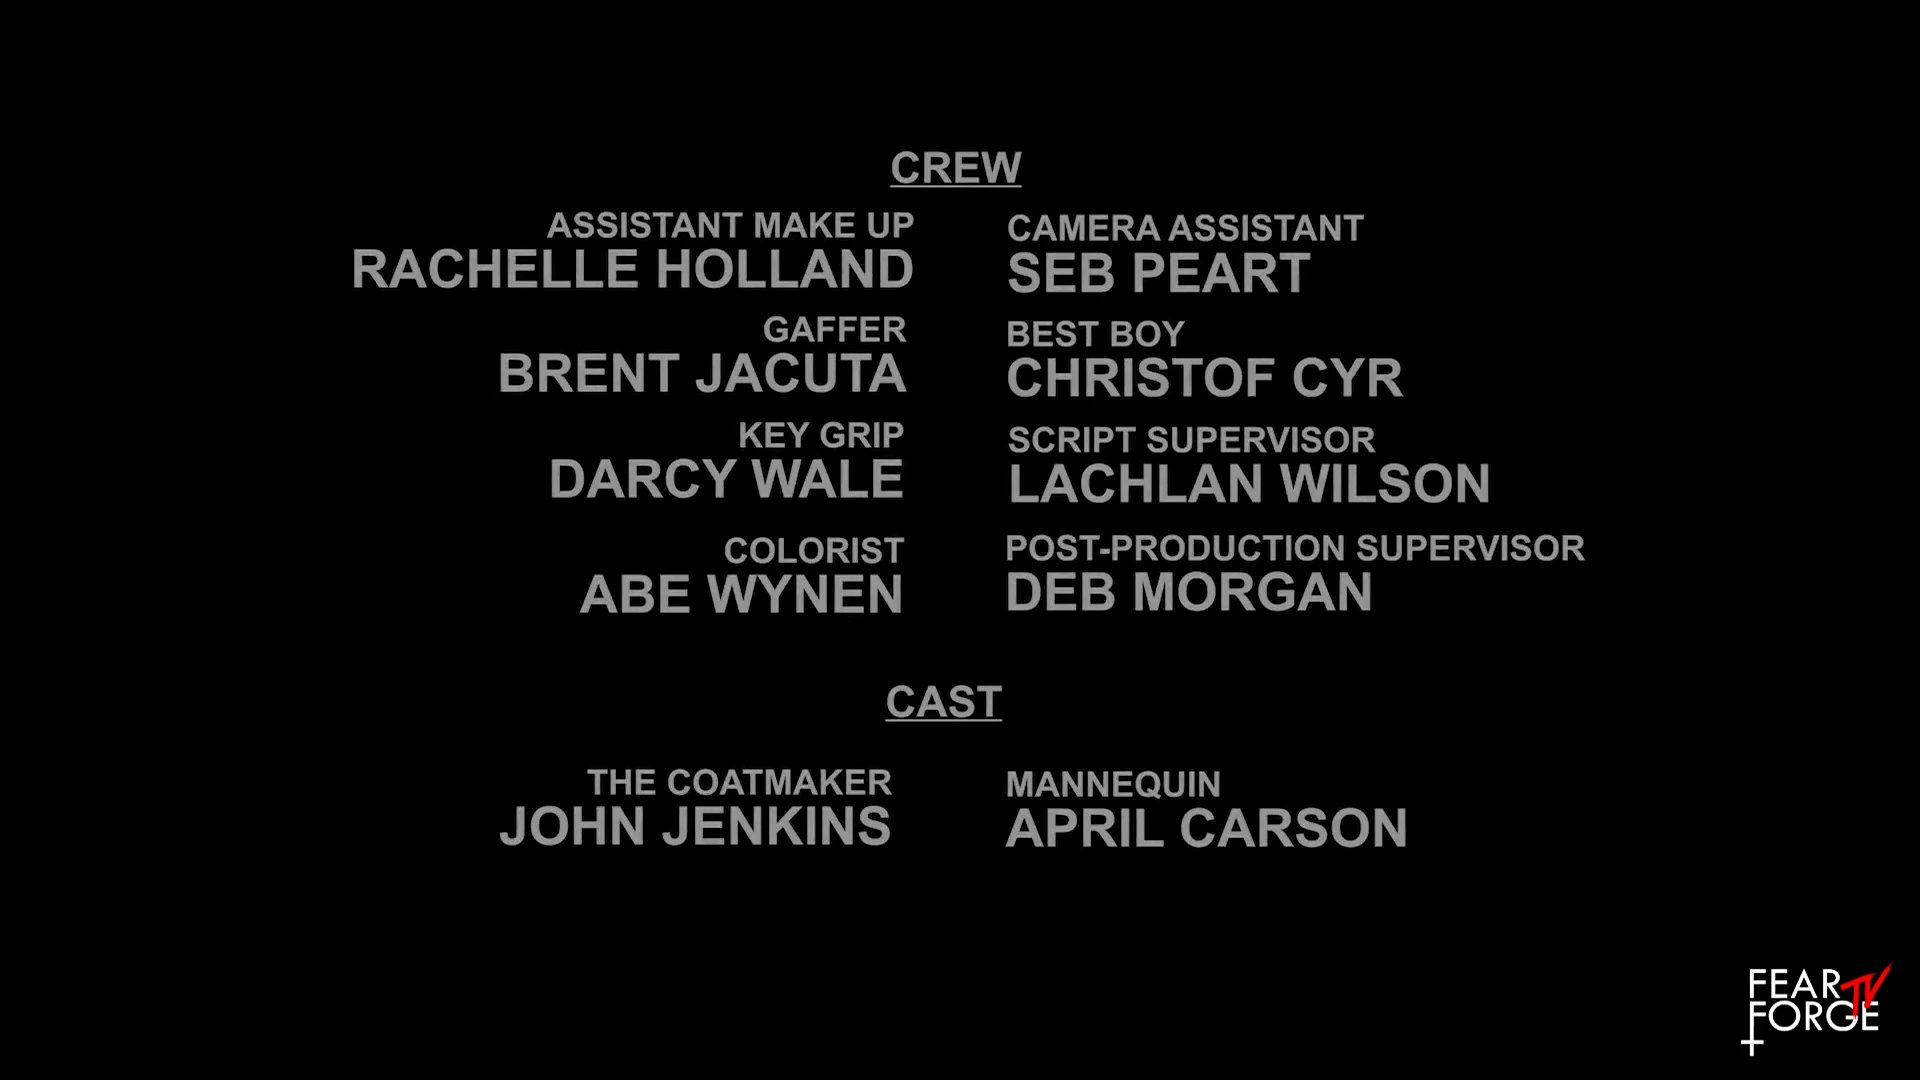 CREW
ASSISTANT MAKE UP
RACHELLE HOLLAND
CAMERA ASSISTANT
SEB PEART
GAFFER
BRENT JACUTA
BEST BOY
CHRISTOF CYR
KEY GRIP
DARCY WALE
SCRIPT SUPERVISOR
LACHLAN WILSON
COLORIST
ABE WYNEN
POST-PRODUCTION SUPERVISOR
DEB MORGAN
CAST
THE COATMAKER
JOHN JENKINS
MANNEQUIN
APRIL CARSON
FEAR TV
FORGE